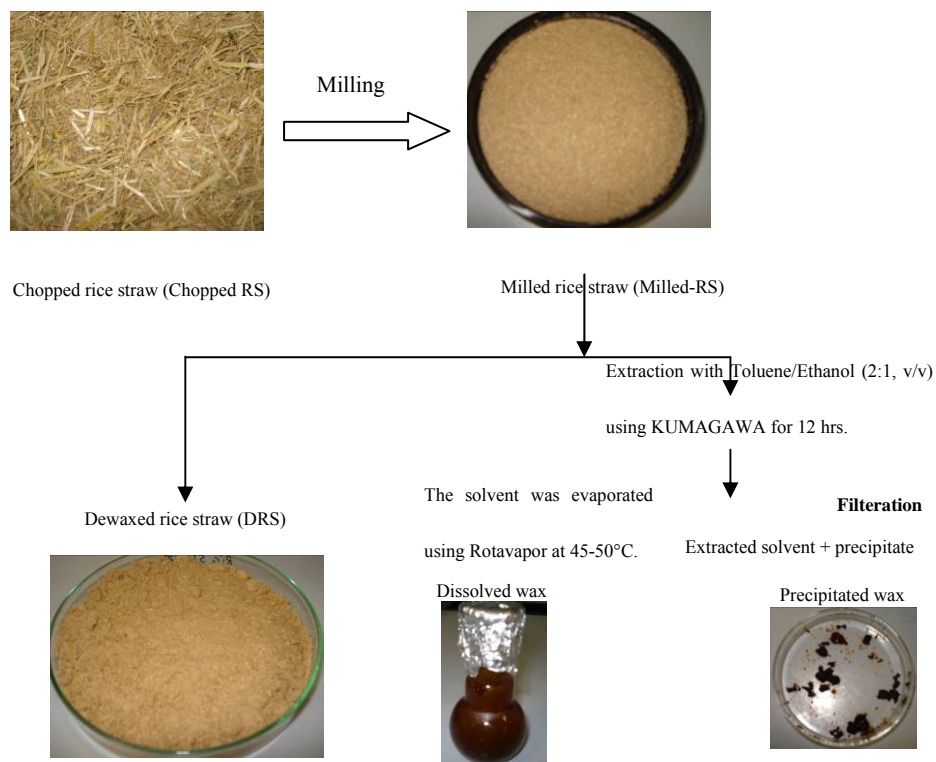 Milling
Chopped rice straw (Chopped RS)
Milled rice straw (Milled-RS)
Extraction with Toluene/Ethanol (2:1, v/v)
using KUMAGAWA for 12 hrs.
The solvent was evaporated
using Rotavapor at 45-50°C.
Dissolved wax
Filteration
Extracted solvent + precipitate
Precipitated wax
Dewaxed rice straw (DRS)